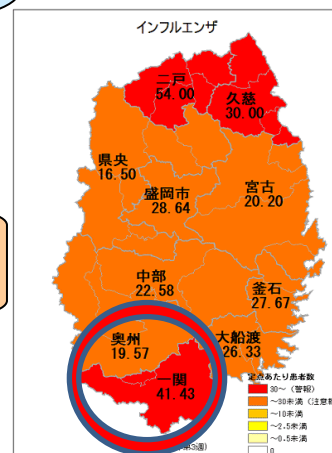 インフルエンザ
二戸
54.00
久慈
30.00
県央
16.50
盛岡市
28.64
宮古
20.20
中部
22.58
釜石
27.67
奥州
19.57
大船渡
26.33
一関
41.43
定点あたり患者数
30～（警報）
～30未満（注意報
～10未満
～2.5未満
～0.5未満
0
第3週）